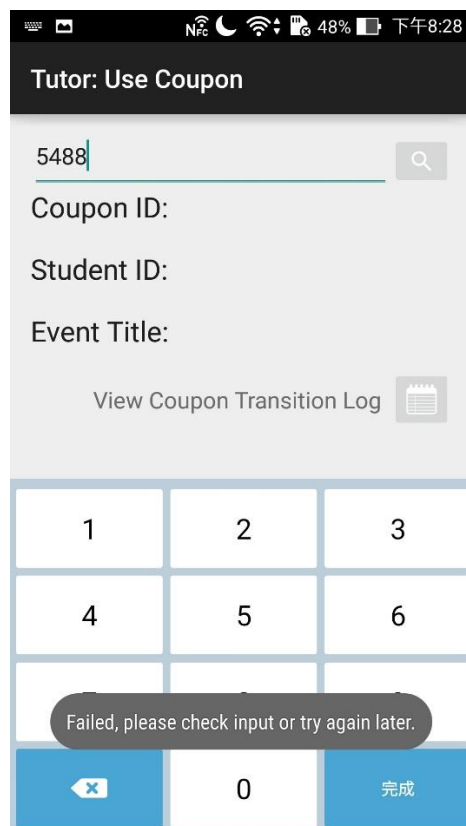 NFC 48% 下午8:28
Tutor: Use Coupon
5488
Coupon ID:
Student ID:
Event Title:
View Coupon Transition Log
1 2 3
4 5 6
Failed, please check input or try again later.
0 完成